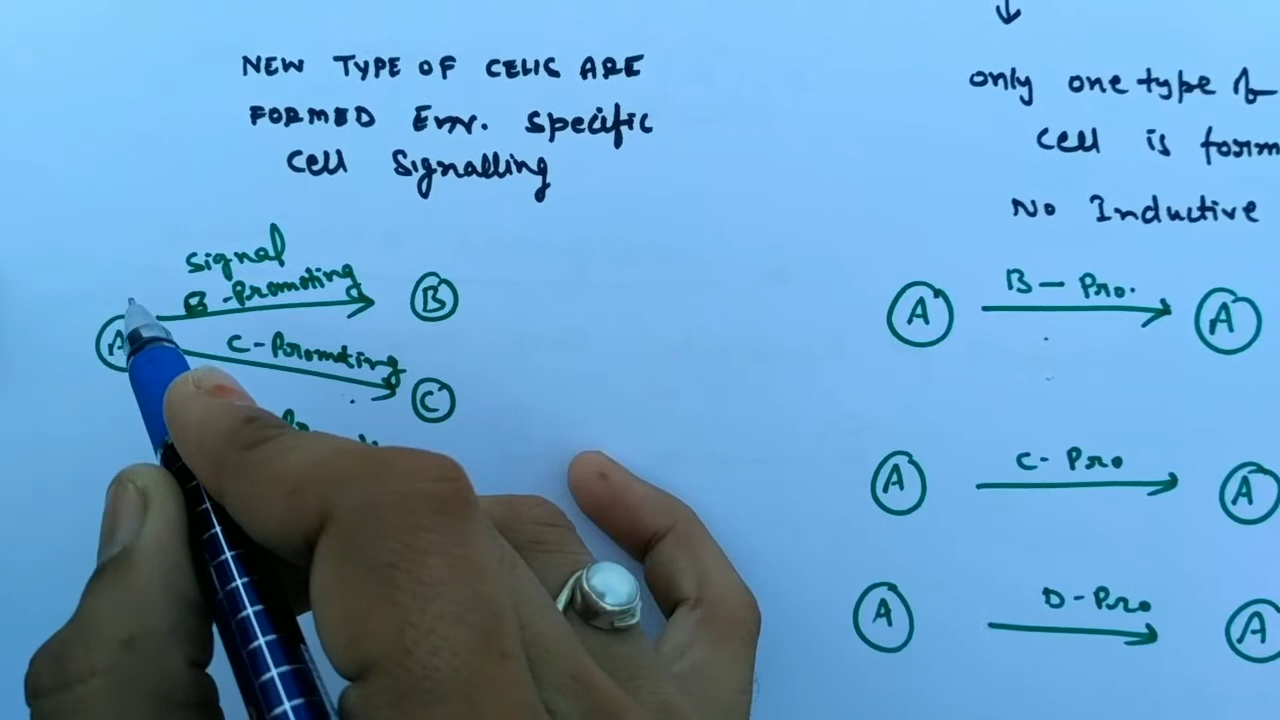 NEW TYPE OF CELLS ARE
FORMED Env. Specific
Cell Signalling
Signal
B-Promoting
A
B
C-Promoting
C
only one type of
cell is form
No Inductive
A
B- Pro.
A
A
C- Pro
A
A
D-Pro
A